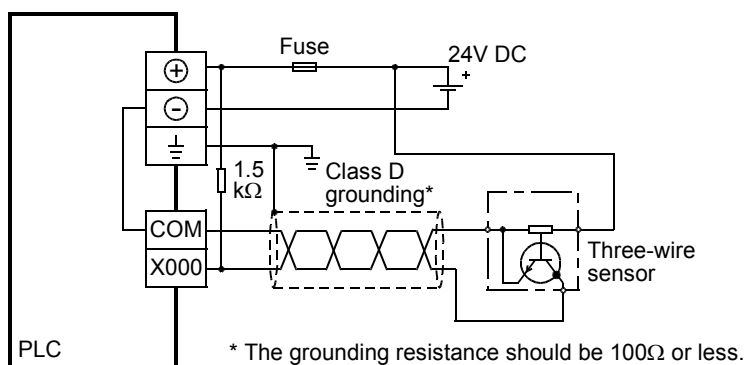 Fuse
24V DC
+
+
−
1.5
kΩ
Class D
grounding*
COM
X000
Three-wire
sensor
PLC
* The grounding resistance should be 100Ω or less.